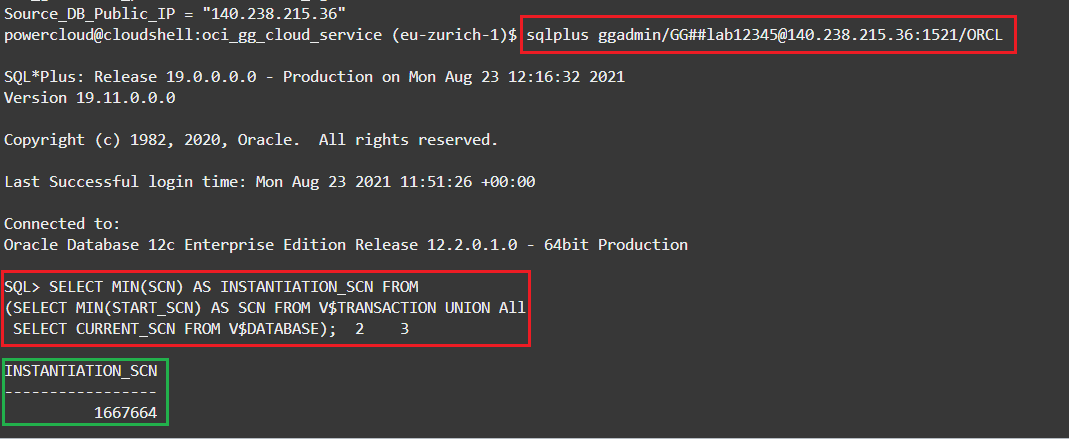 Source_DB_Public_IP = "140.238.215.36"
powercloud@cloudshell:oci_gg_cloud_service (eu-zurich-1)$ sqlplus ggadmin/GG##lab12345@140.238.215.36:1521/ORCL
SQL*Plus: Release 19.0.0.0.0 - Production on Mon Aug 23 12:16:32 2021
Version 19.11.0.0.0
Copyright (c) 1982, 2020, Oracle.  All rights reserved.
Last Successful login time: Mon Aug 23 2021 11:51:26 +00:00
Connected to:
Oracle Database 12c Enterprise Edition Release 12.2.0.1.0 - 64bit Production
SQL> SELECT MIN(SCN) AS INSTANTIATION_SCN FROM
(SELECT MIN(START_SCN) AS SCN FROM V$TRANSACTION UNION All
 SELECT CURRENT_SCN FROM V$DATABASE);  2    3
INSTANTIATION_SCN
-----------------
1667664